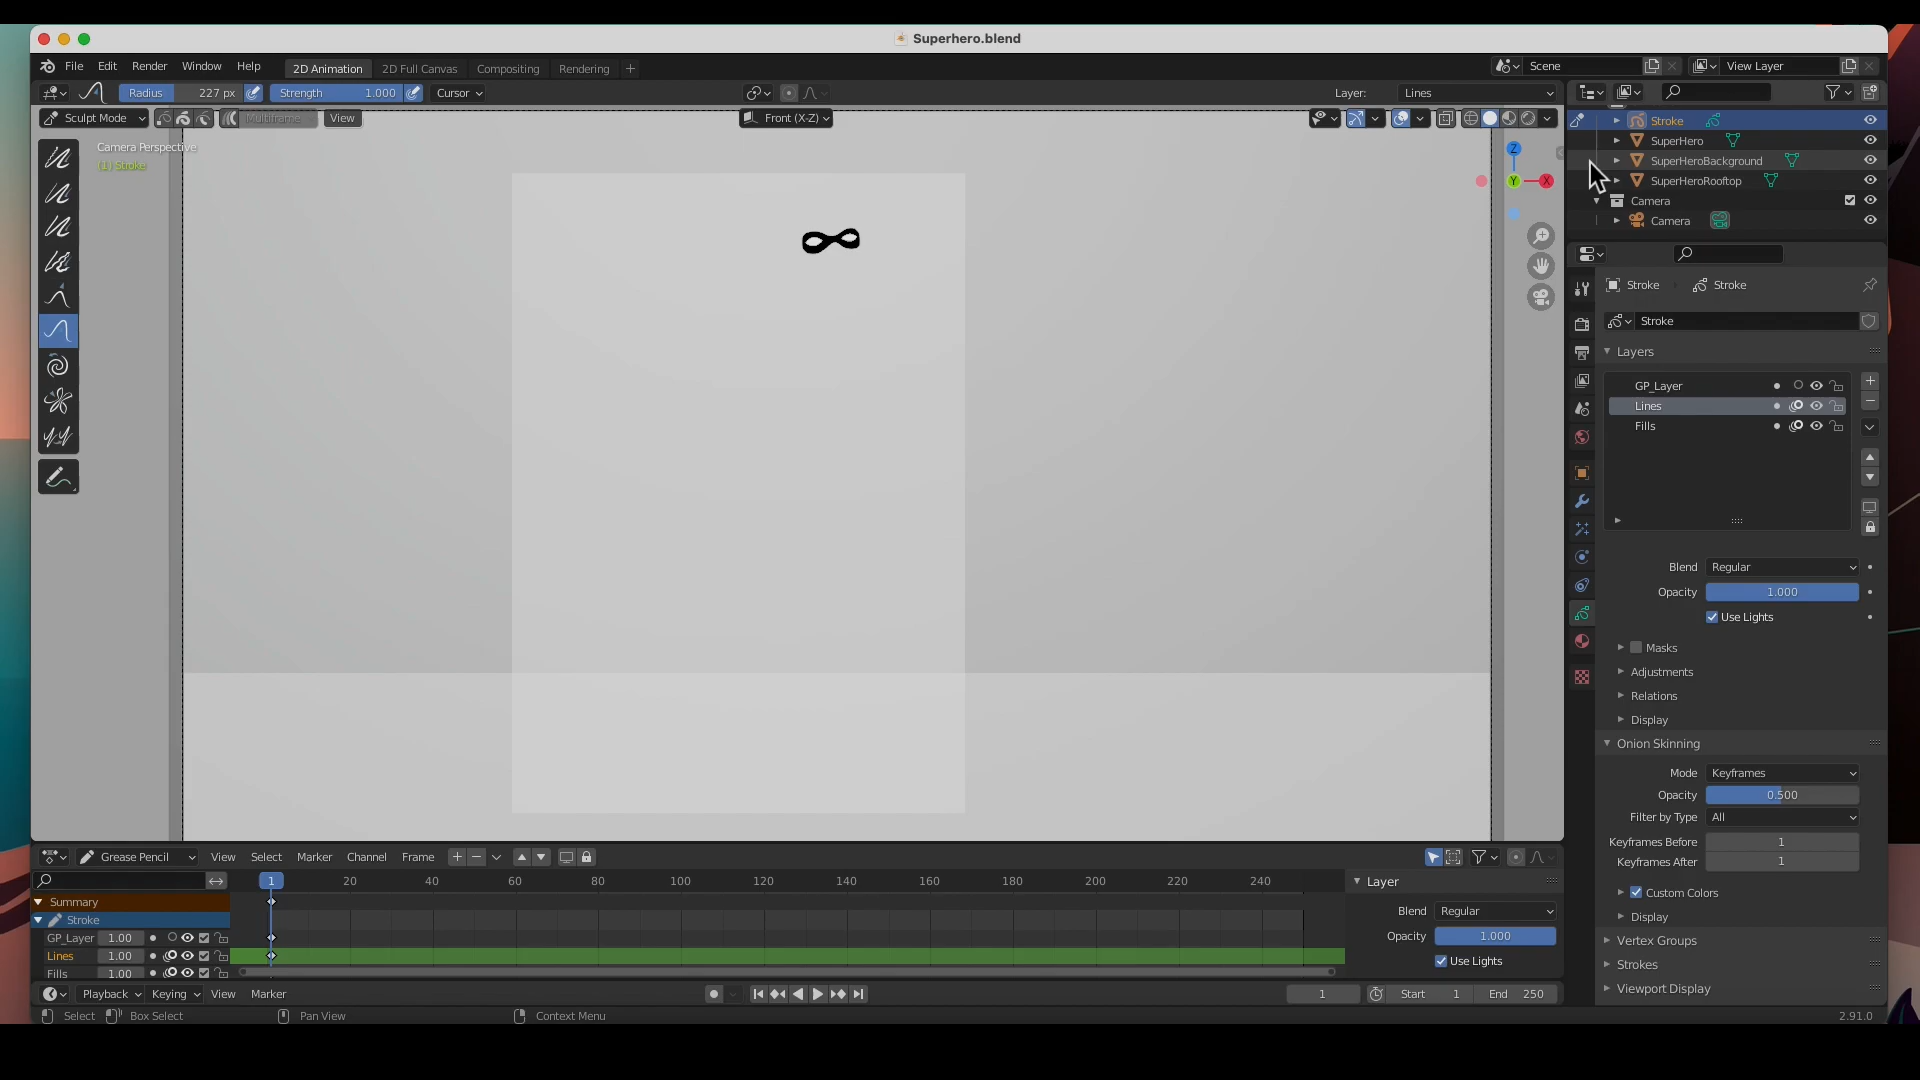 Superhero.blend
File Edit Render Window Help 2D Animation 2D Full Canvas Compositing Rendering + Scene View Layer
Radius 227 px Strength 1.000 Cursor Layer: Lines
Sculpt Mode Multiframe View Front (X-Z)
Camera Perspective
(1) Stroke
Z
Y
X
Stroke
SuperHero
SuperHeroBackground
SuperHeroRooftop
Camera
Camera
Stroke Stroke
Stroke
Layers
GP_Layer
Lines
Fills
Blend Regular
Opacity 1.000
Use Lights
Masks
Adjustments
Relations
Display
Onion Skinning
Mode Keyframes
Opacity 0.500
Filter by Type All
Keyframes Before 1
Keyframes After 1
Custom Colors
Display
Vertex Groups
Strokes
Viewport Display
Grease Pencil View Select Marker Channel Frame
1 20 40 60 80 100 120 140 160 180 200 220 240
Summary
Stroke
GP_Layer 1.00
Lines 1.00
Fills 1.00
Layer
Blend Regular
Opacity 1.000
Use Lights
Playback Keying View Marker 1 Start 1 End 250
Select Box Select Pan View Context Menu 2.91.0